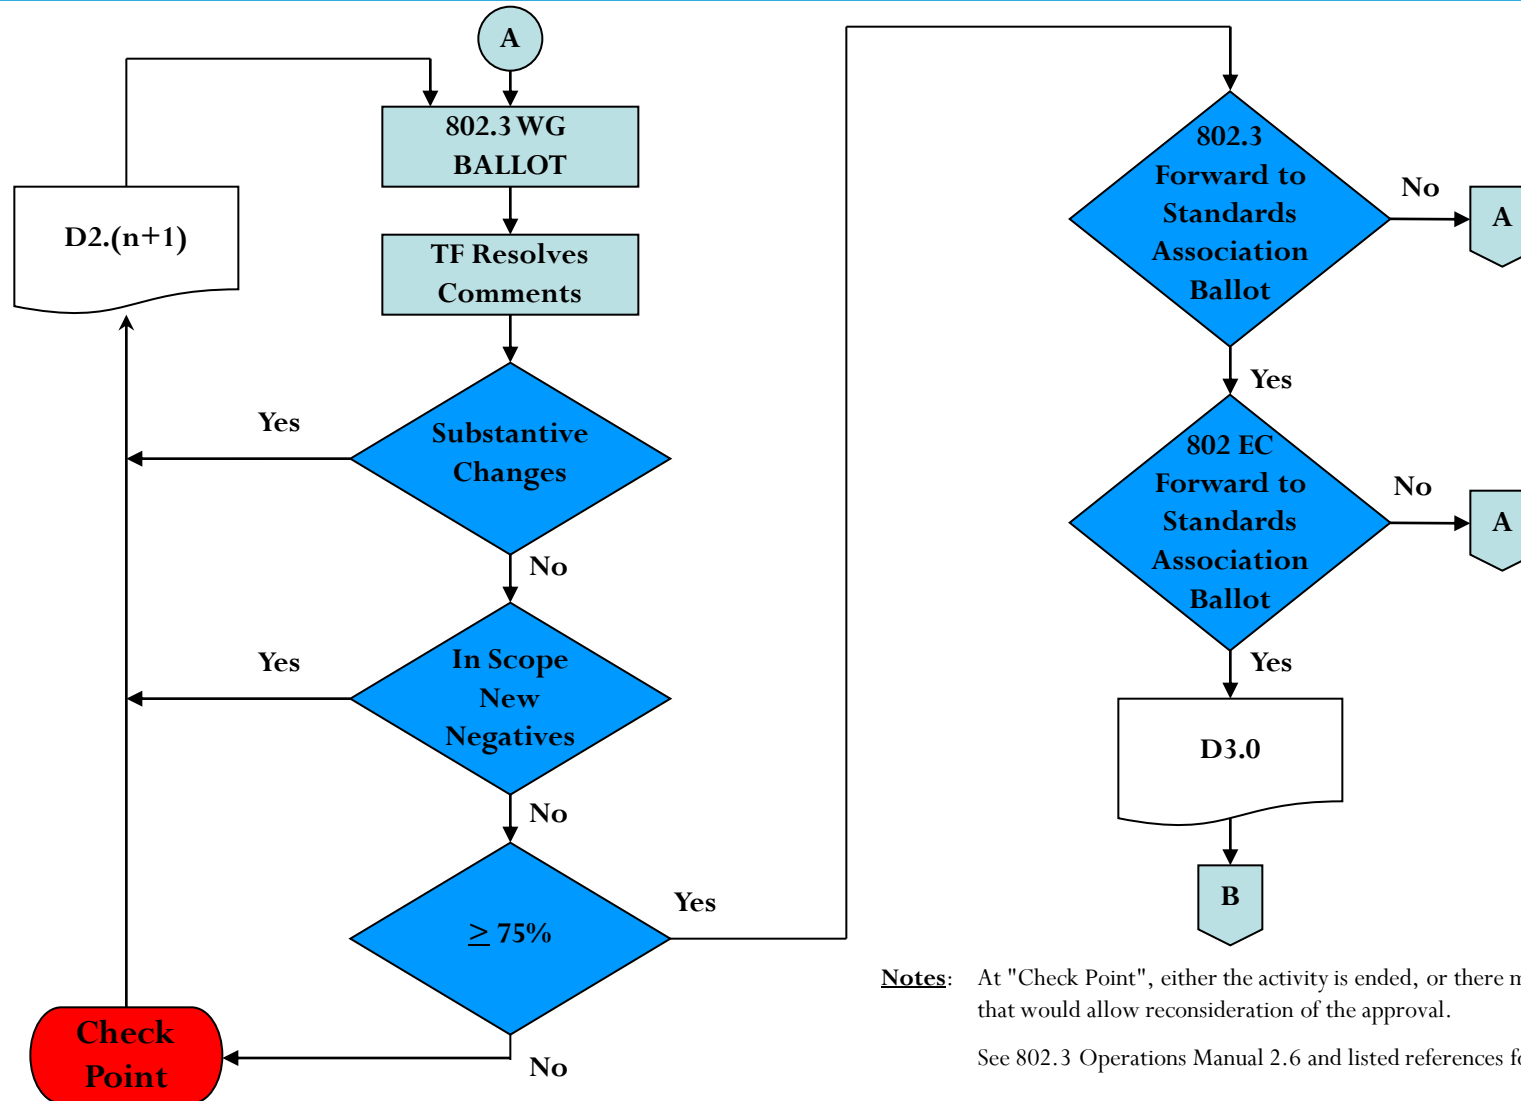 A
802.3 WG
BALLOT
D2.(n+1)
TF Resolves
Comments
Yes
Substantive
Changes
No
Yes
In Scope
New
Negatives
No
≥ 75%
Yes
Check
Point
No
802.3
Forward to
Standards
Association
Ballot
No
A
Yes
802 EC
Forward to
Standards
Association
Ballot
No
A
Yes
D3.0
B
Notes: At "Check Point", either the activity is ended, or there
that would allow reconsideration of the approval.
See 802.3 Operations Manual 2.6 and listed references